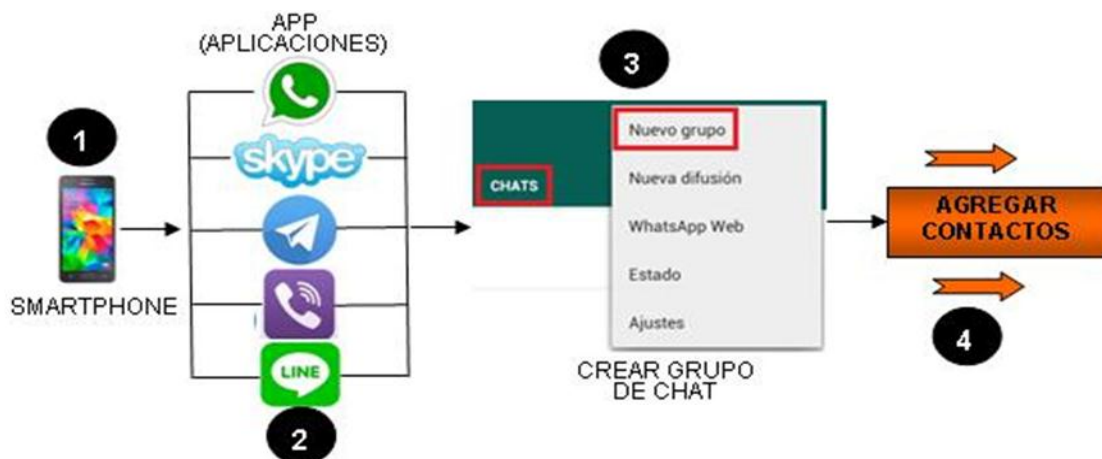 1
SMARTPHONE
APP
(APLICACIONES)
skype
LINE
2
3
CHATS
Nuevo grupo
Nueva difusión
WhatsApp Web
Estado
Ajustes
CREAR GRUPO
DE CHAT
AGREGAR
CONTACTOS
4